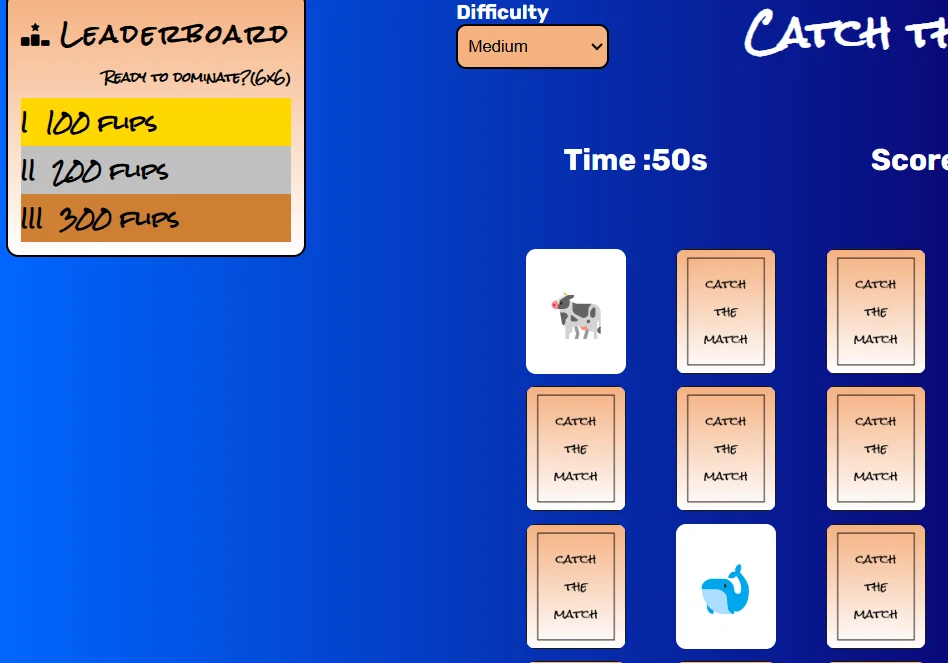 Leaderboard
Ready to dominate?(6x6)
I 100 flips
II 200 flips
III 300 flips
Difficulty
Medium
Catch th
Time :50s
Score
Catch
the
Match
Catch
the
Match
Catch
the
Match
Catch
the
Match
Catch
the
Match
Catch
the
Match
Catch
the
Match